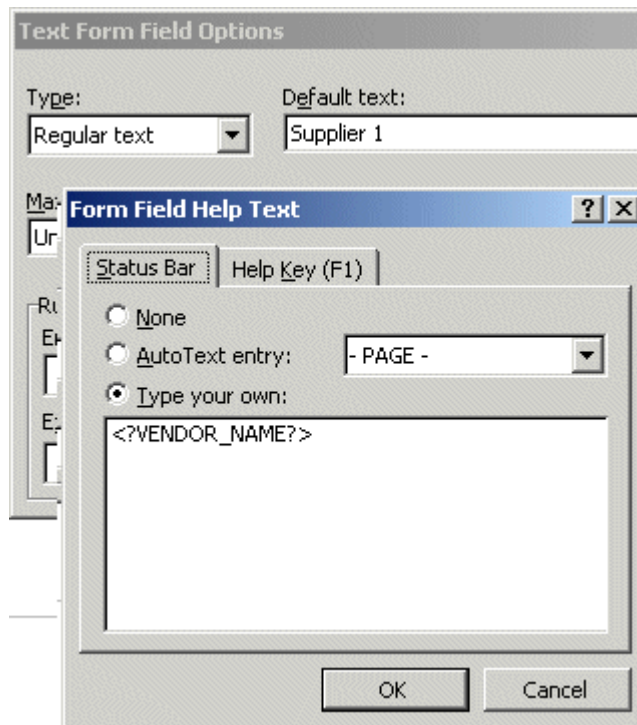 Text Form Field Options
Type: Default text:
Regular text Supplier 1
Form Field Help Text
Status Bar Help Key (F1)
None
AutoText entry: - PAGE -
Type your own:
<?VENDOR_NAME?>
OK Cancel